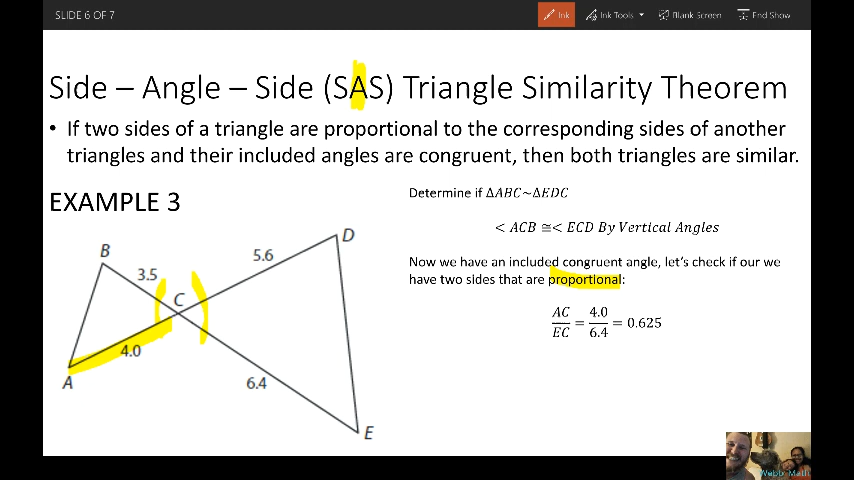 SLIDE 6 OF 7
Ink
Ink Tools
Blank Screen
End Show
Side – Angle – Side (SAS) Triangle Similarity Theorem
• If two sides of a triangle are proportional to the corresponding sides of another
triangles and their included angles are congruent, then both triangles are similar.
EXAMPLE 3
Determine if ΔABC~ΔEDC
< ACB ≅< ECD By Vertical Angles
Now we have an included congruent angle, let's check if our we
have two sides that are proportional:
AC/EC = 4.0/6.4 = 0.625
D
B
5.6
3.5
C
4.0
A
6.4
E
Webb Math